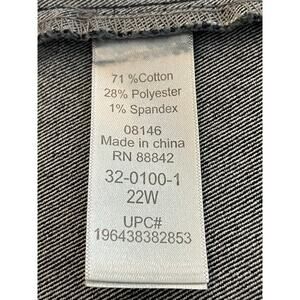 71 %Cotton
28% Polyester
1% Spandex
08146
Made in china
RN 88842
32-0100-1
22W
UPC#
196438382853